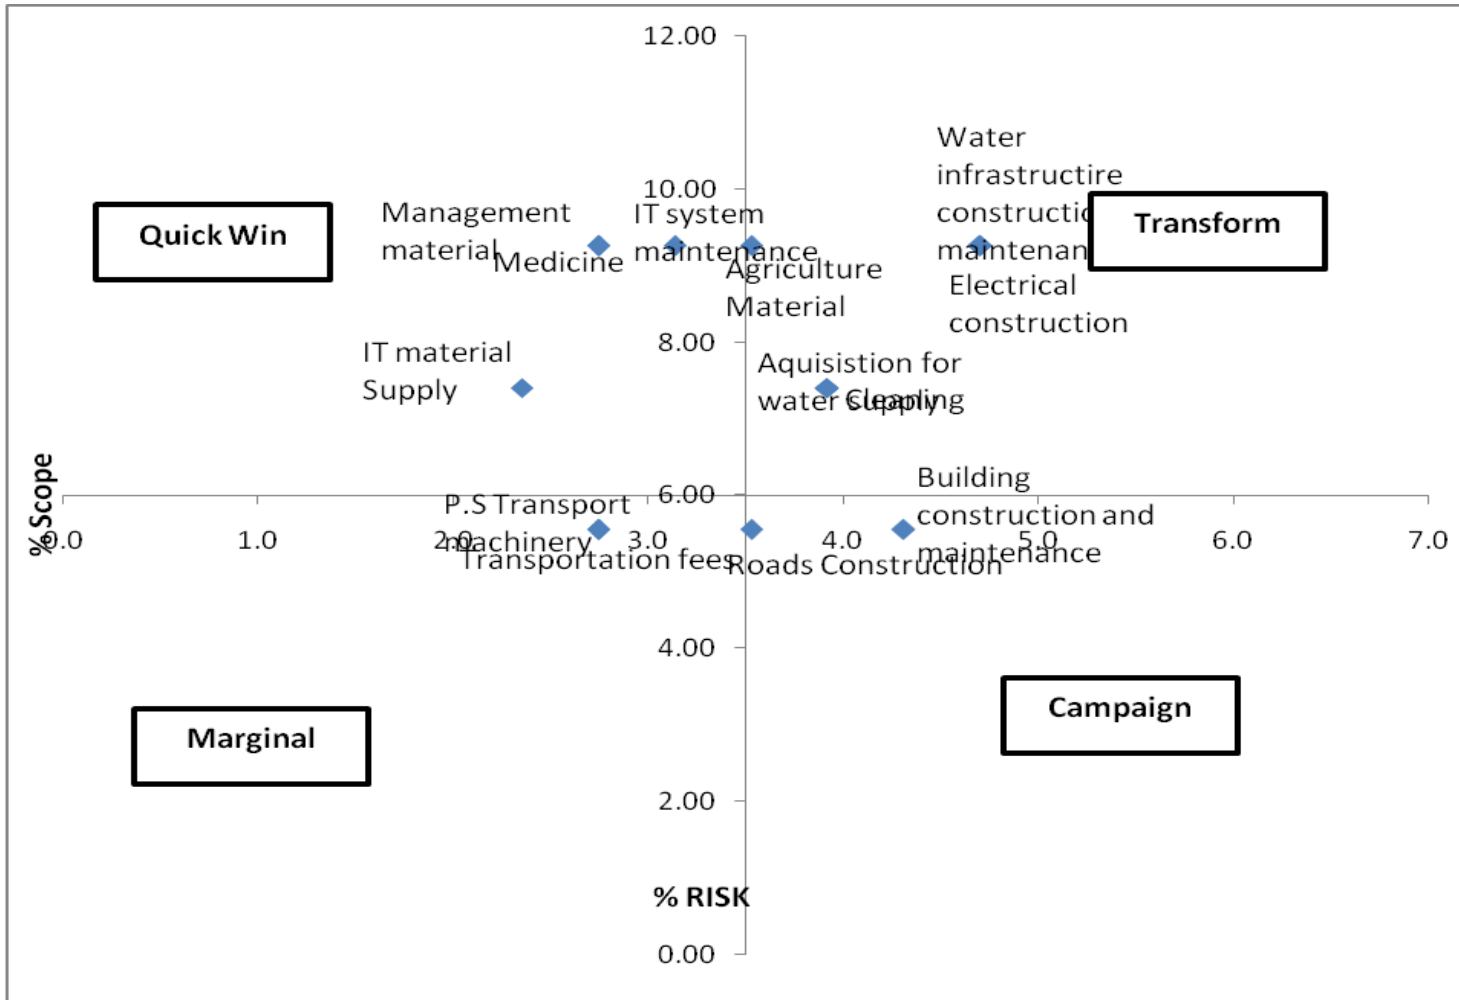 12.00
Water
infrastructire
constructio
maintenan
10.00
Management
material
Medicine
IT system
maintenance
Quick Win
Transform
Agriculture
Material
Electrical
construction
8.00
IT material
Supply
Aquisistion for
water supply
Cleaning
% Scope
6.00
P.S Transport
machinery
Transportation fees
Building
construction and
maintenance
Roads Construction
0.0
1.0
2.0
3.0
4.0
5.0
6.0
7.0
4.00
Marginal
Campaign
2.00
% RISK
0.00